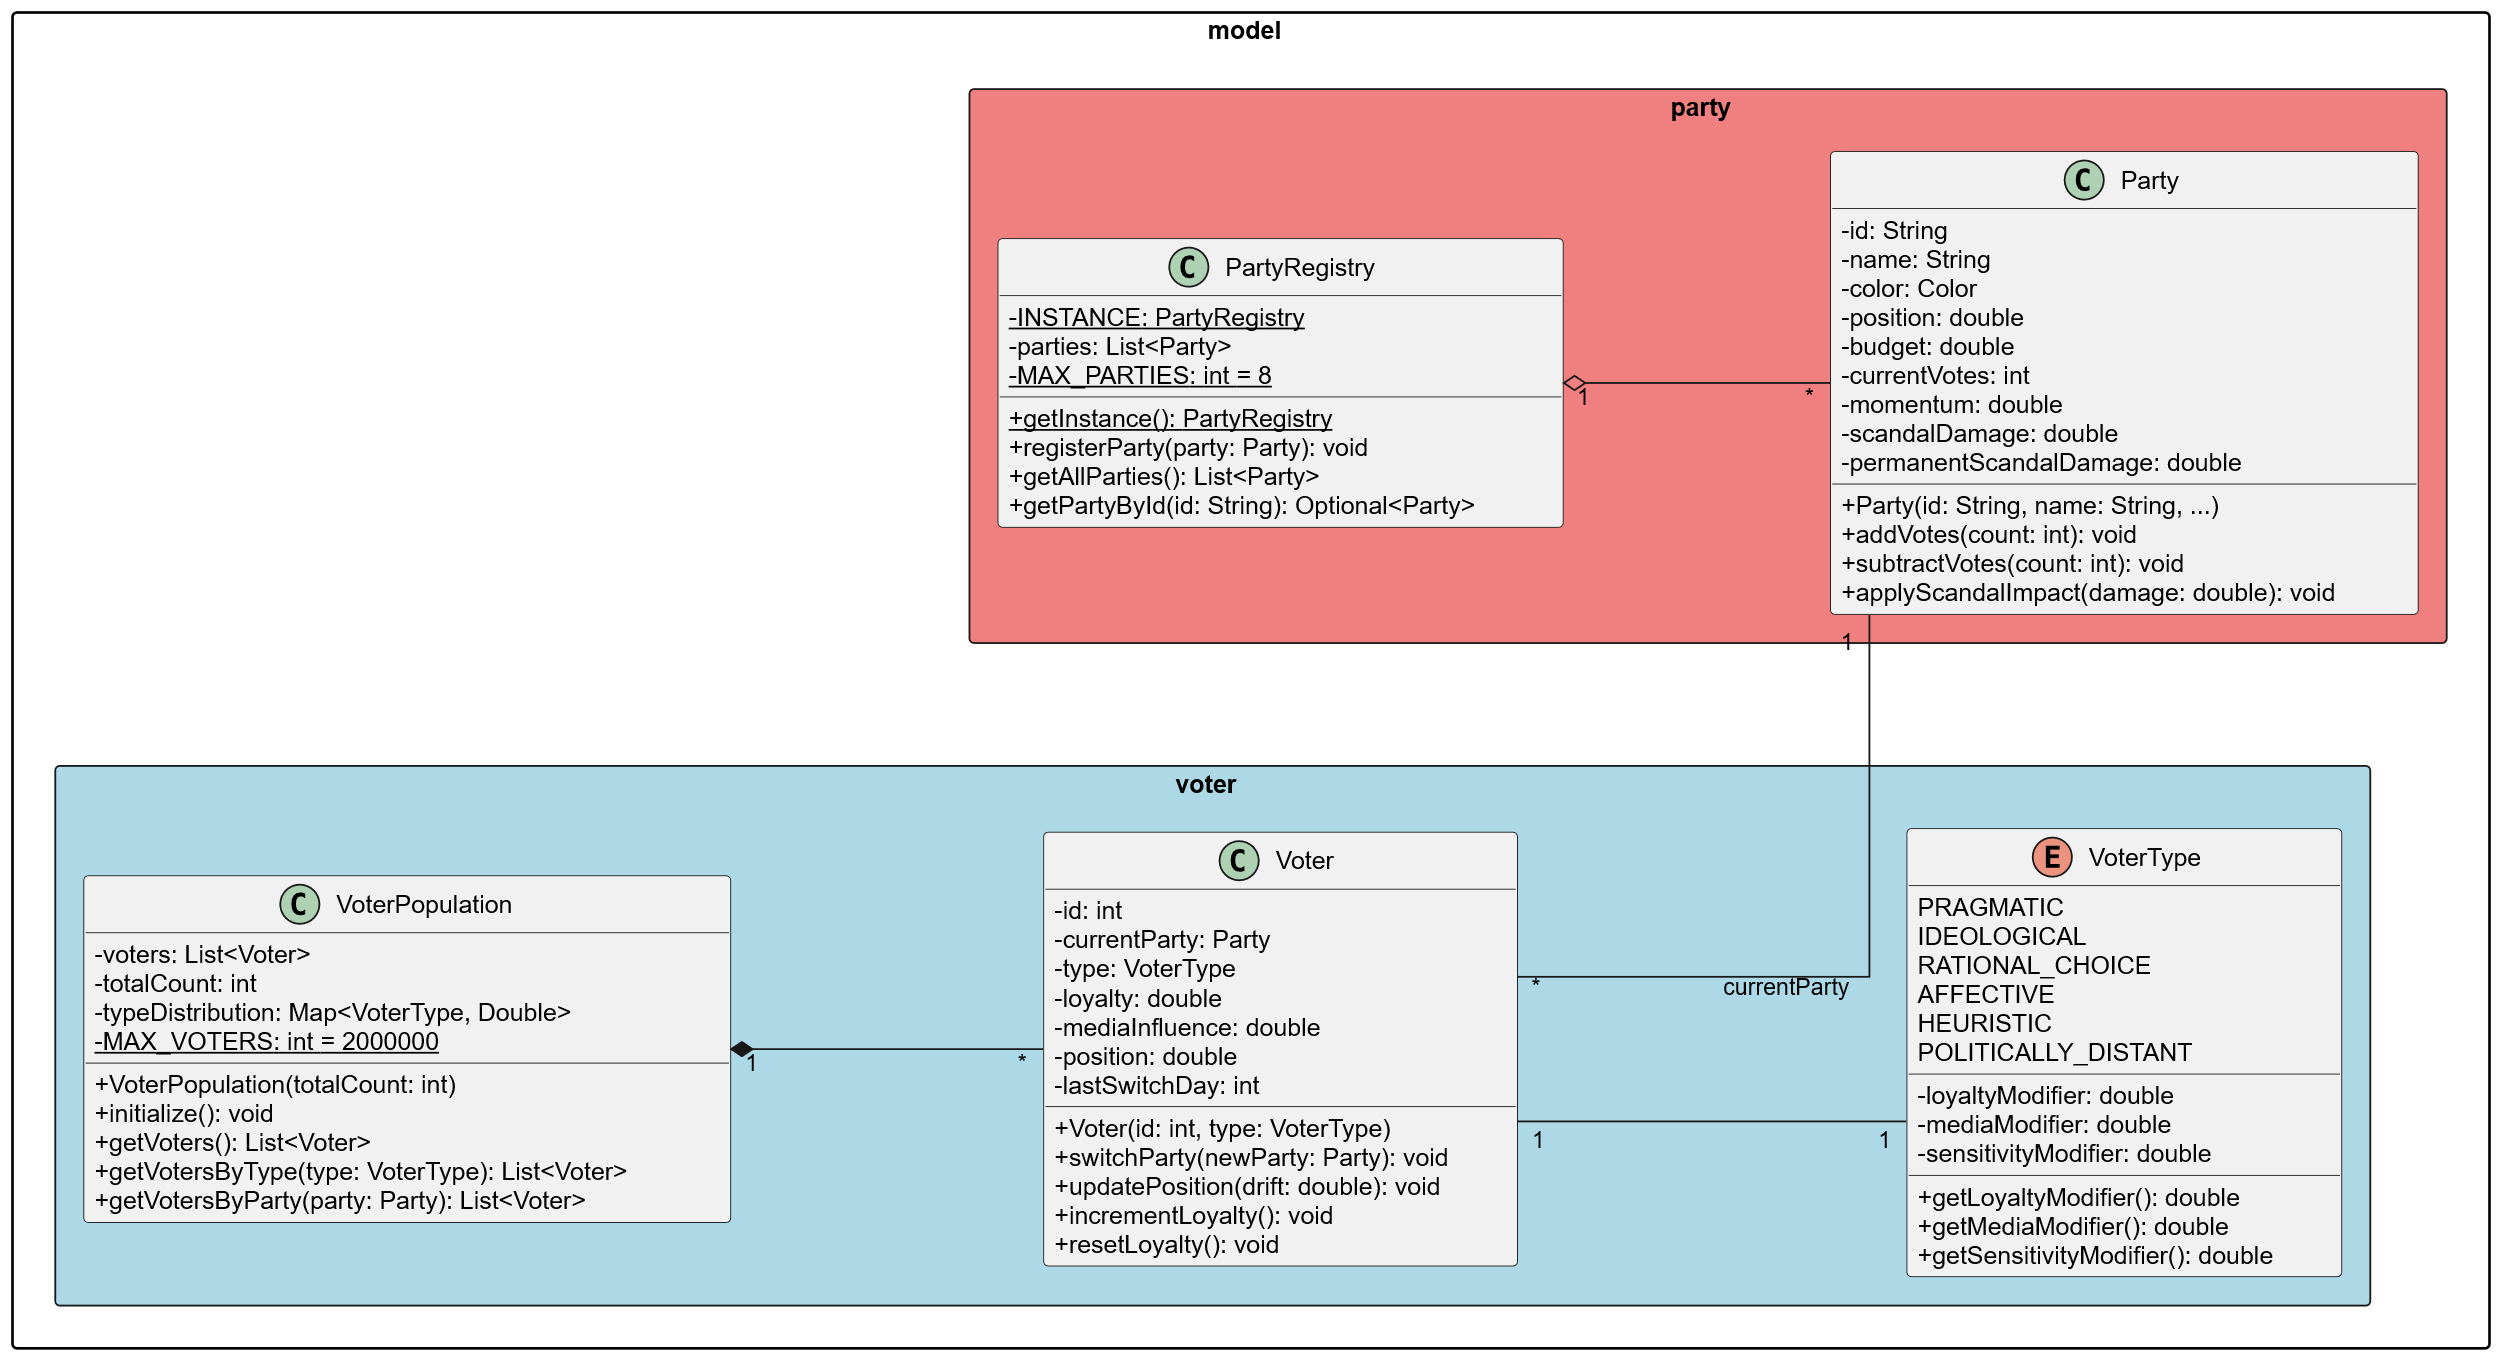 model
party
C Party
-id: String
-name: String
-color: Color
-position: double
-budget: double
-currentVotes: int
-momentum: double
-scandalDamage: double
-permanentScandalDamage: double
+Party(id: String, name: String, ...)
+addVotes(count: int): void
+subtractVotes(count: int): void
+applyScandalImpact(damage: double): void
C PartyRegistry
-INSTANCE: PartyRegistry
-parties: List<Party>
-MAX_PARTIES: int = 8
+getInstance(): PartyRegistry
+registerParty(party: Party): void
+getAllParties(): List<Party>
+getPartyById(id: String): Optional<Party>
1
*
1
voter
C VoterPopulation
-voters: List<Voter>
-totalCount: int
-typeDistribution: Map<VoterType, Double>
-MAX_VOTERS: int = 2000000
+VoterPopulation(totalCount: int)
+initialize(): void
+getVoters(): List<Voter>
+getVotersByType(type: VoterType): List<Voter>
+getVotersByParty(party: Party): List<Voter>
1
*
C Voter
-id: int
-currentParty: Party
-type: VoterType
-loyalty: double
-mediaInfluence: double
-position: double
-lastSwitchDay: int
+Voter(id: int, type: VoterType)
+switchParty(newParty: Party): void
+updatePosition(drift: double): void
+incrementLoyalty(): void
+resetLoyalty(): void
*
currentParty
1
1
E VoterType
PRAGMATIC
IDEOLOGICAL
RATIONAL_CHOICE
AFFECTIVE
HEURISTIC
POLITICALLY_DISTANT
-loyaltyModifier: double
-mediaModifier: double
-sensitivityModifier: double
+getLoyaltyModifier(): double
+getMediaModifier(): double
+getSensitivityModifier(): double